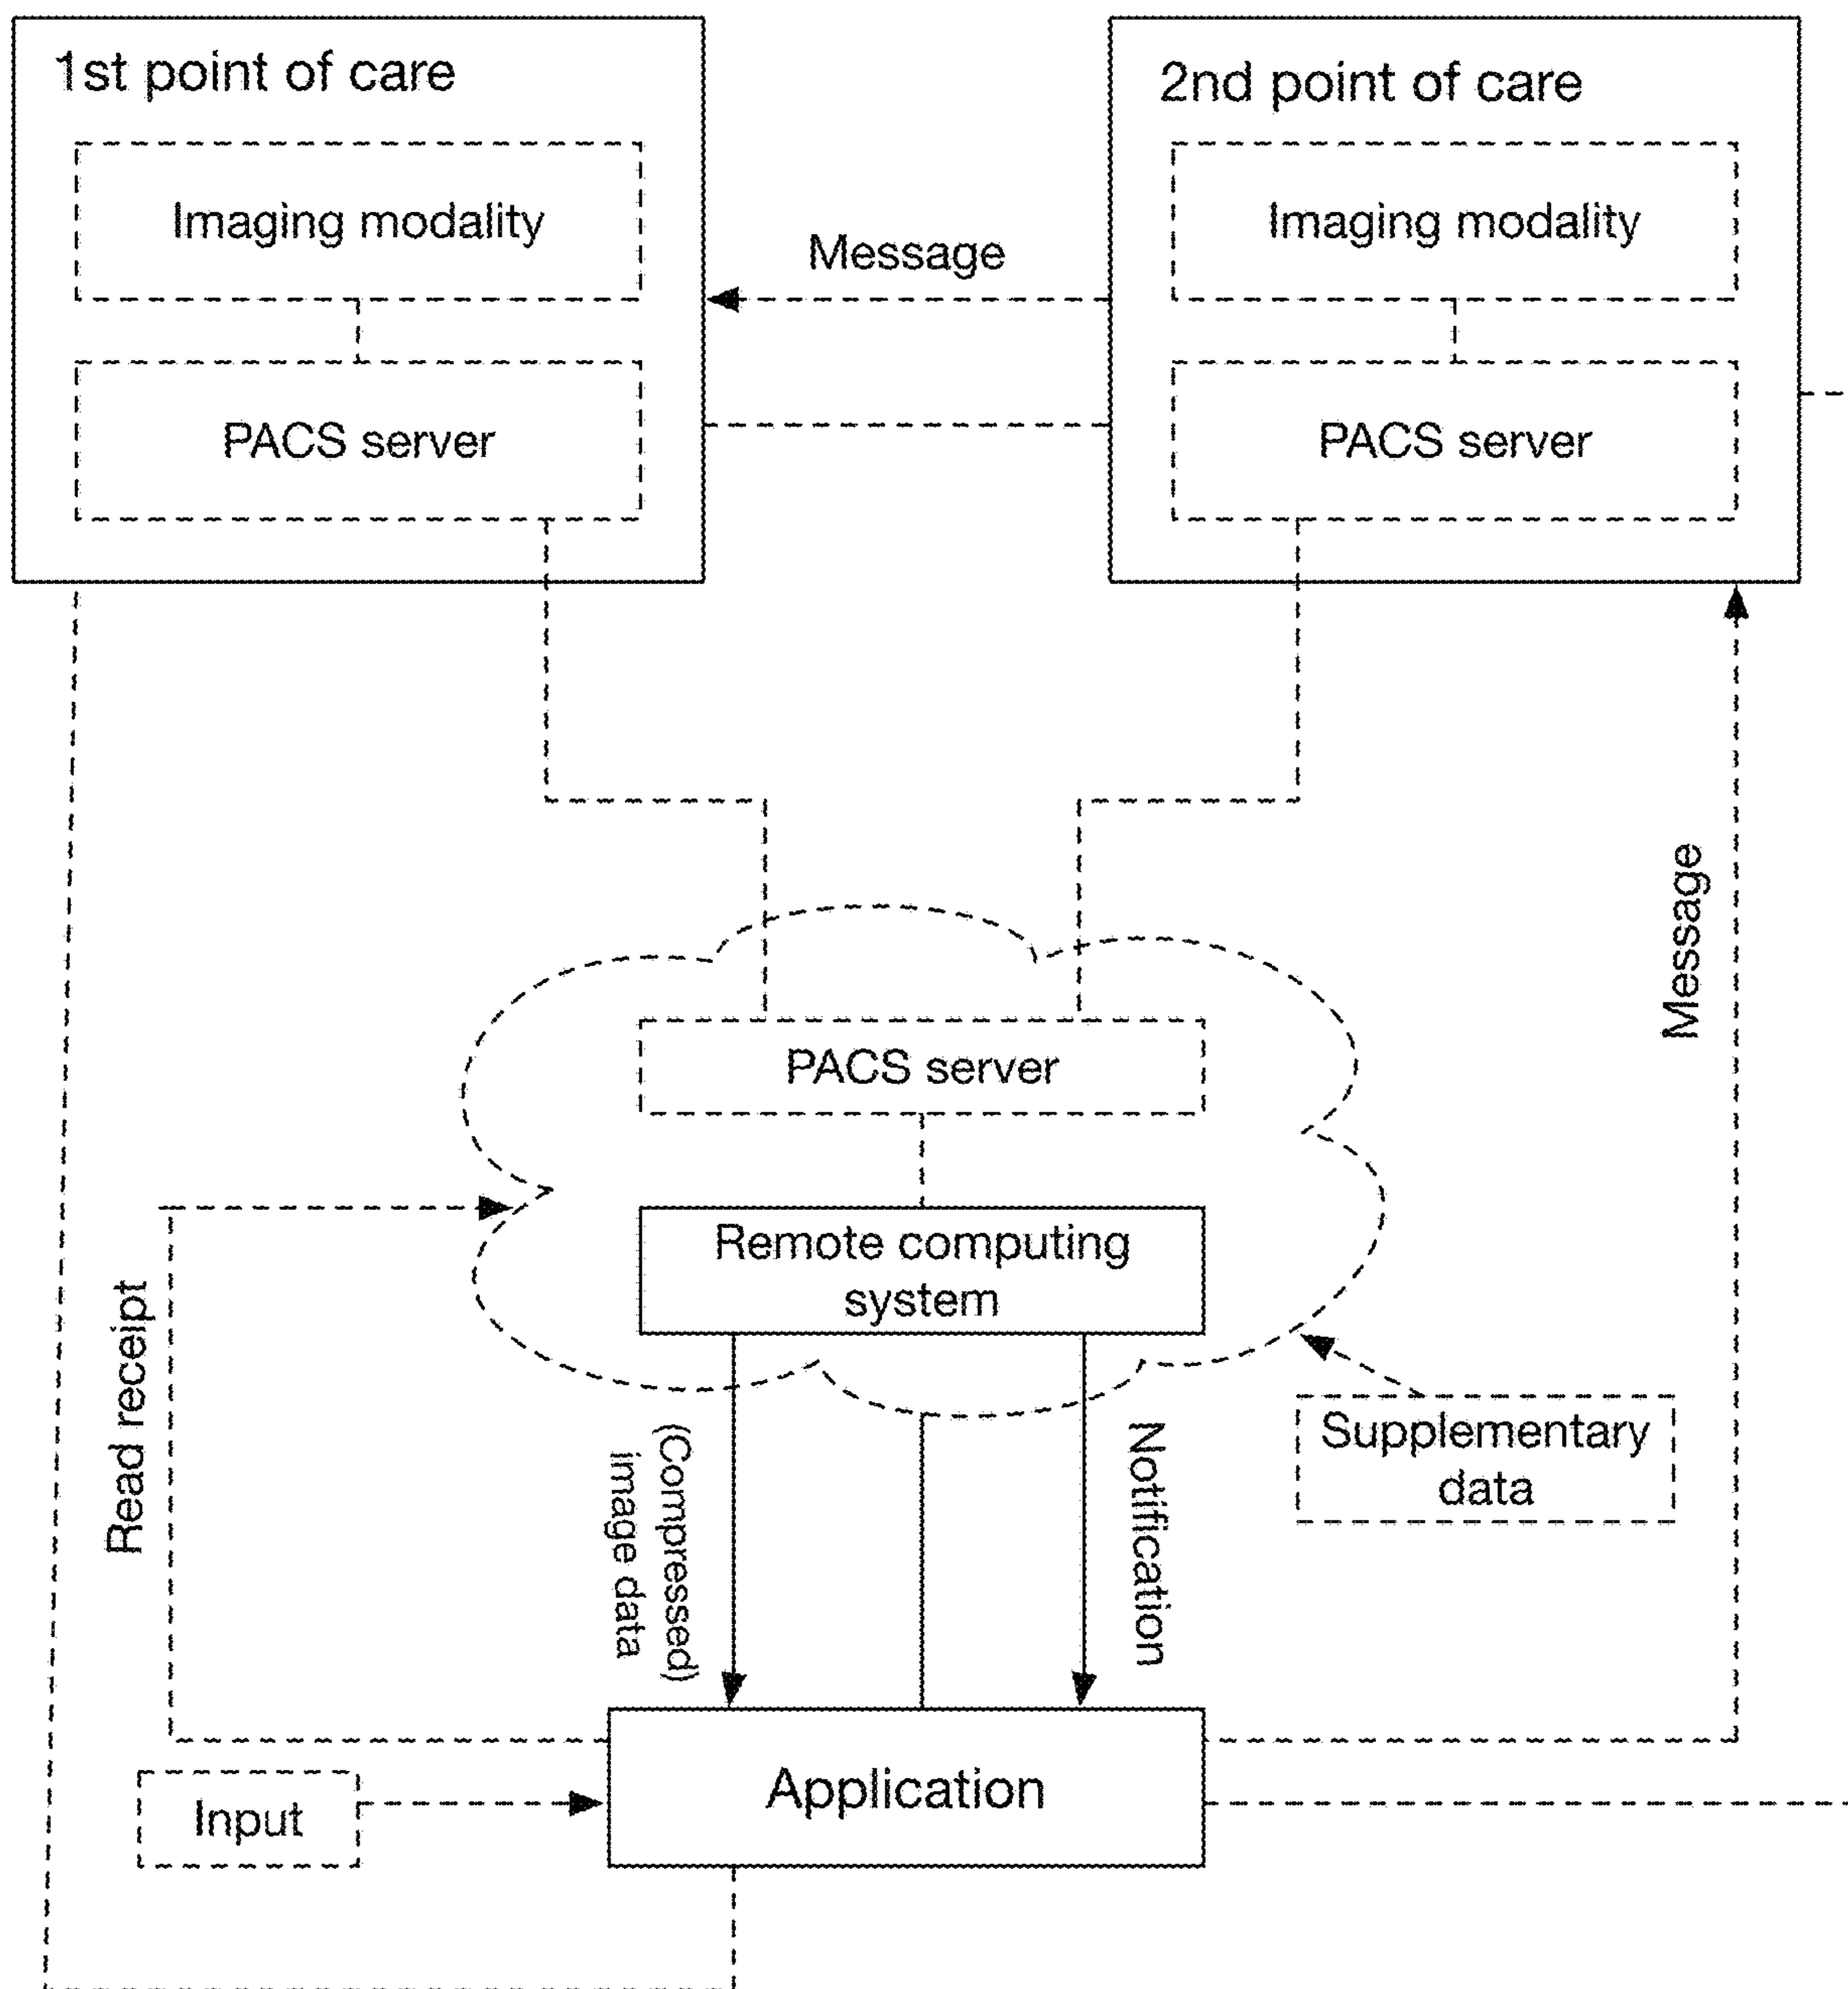 1st point of care
2nd point of care
Imaging modality
Imaging modality
Message
PACS server
PACS server
Message
PACS server
Remote computing
system
Read receipt
(Compressed)
image data
Notification
Supplementary
data
Application
Input